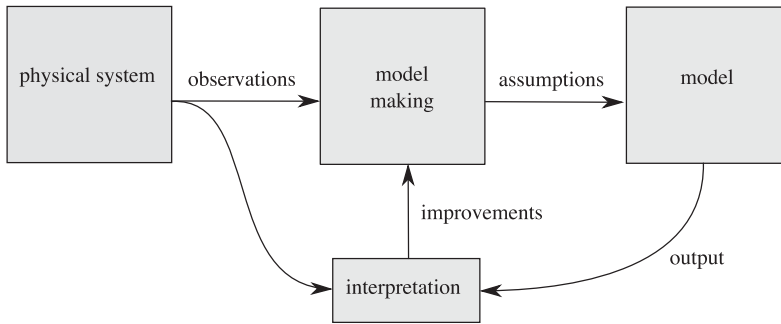 physical system
observations
model
making
assumptions
model
improvements
output
interpretation